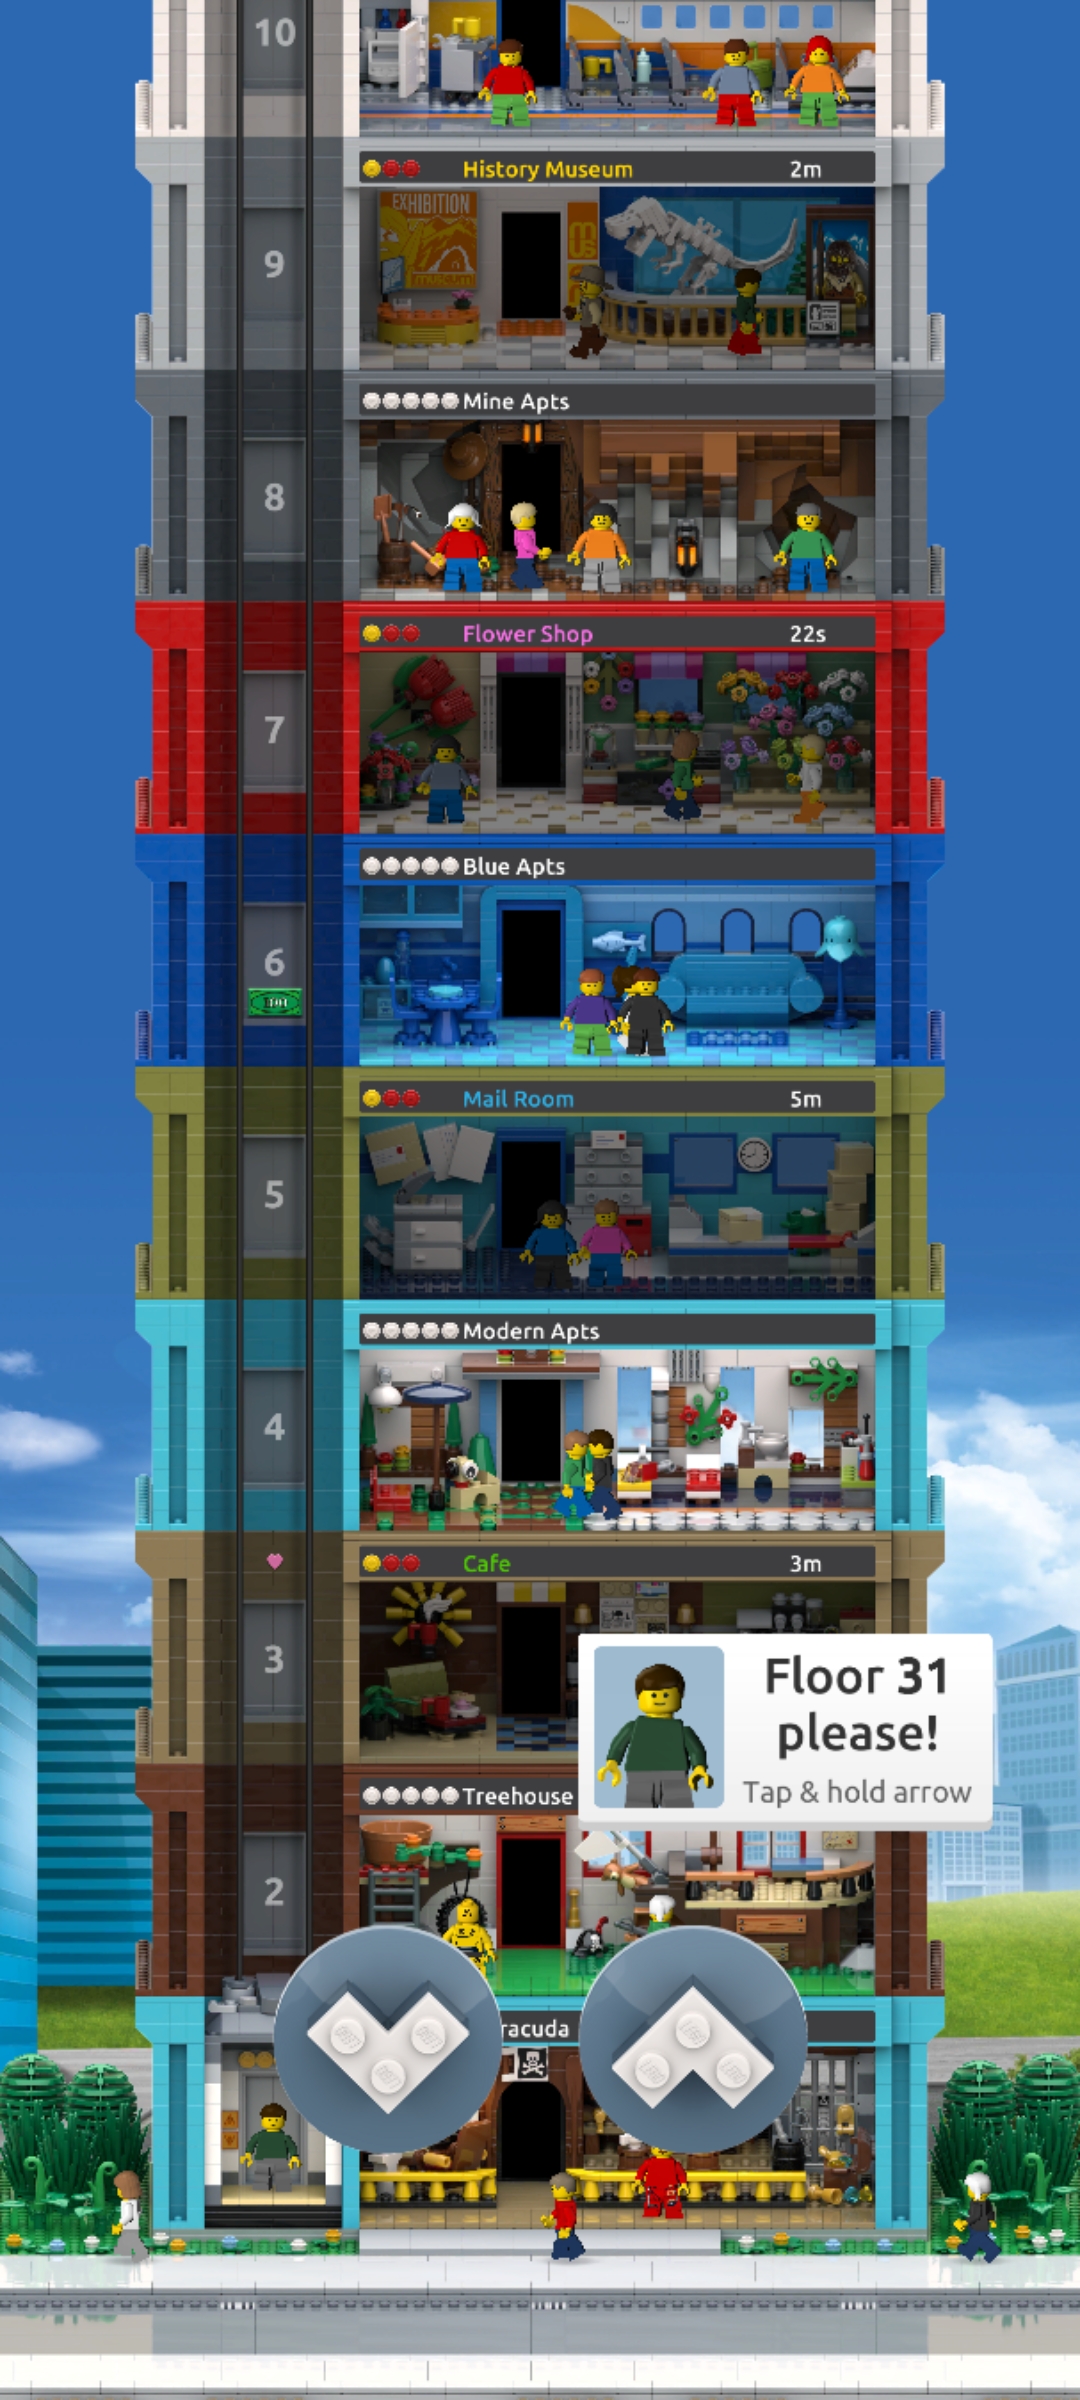 10
History Museum 2m
EXHIBITION
museum
9
Mine Apts
8
Flower Shop 22s
7
Blue Apts
6
Mail Room 5m
5
Modern Apts
4
Cafe 3m
3
Floor 31
please!
Tap & hold arrow
Treehouse
2
racuda